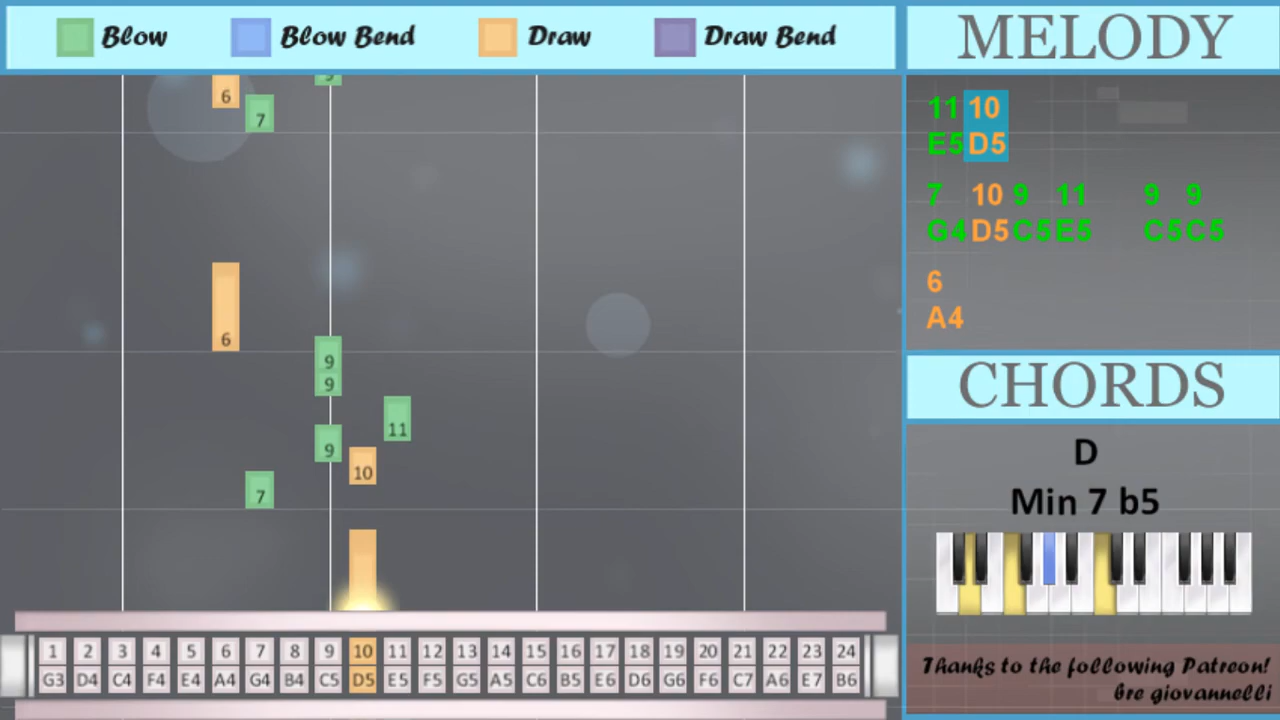 Blow Blow Bend Draw Draw Bend
MELODY
11 10
E5 D5
7 10 9 11 9 9
G4 D5 C5 E5 C5 C5
6
A4
6
7
6
9
9
11
9
10
7
CHORDS
D
Min 7 b5
1 2 3 4 5 6 7 8 9 10 11 12 13 14 15 16 17 18 19 20 21 22 23 24
G3 D4 C4 F4 E4 A4 G4 B4 C5 D5 E5 F5 G5 A5 C6 B5 E6 D6 G6 F6 C7 A6 E7 B6
Thanks to the following Patreon!
bre giovannelli